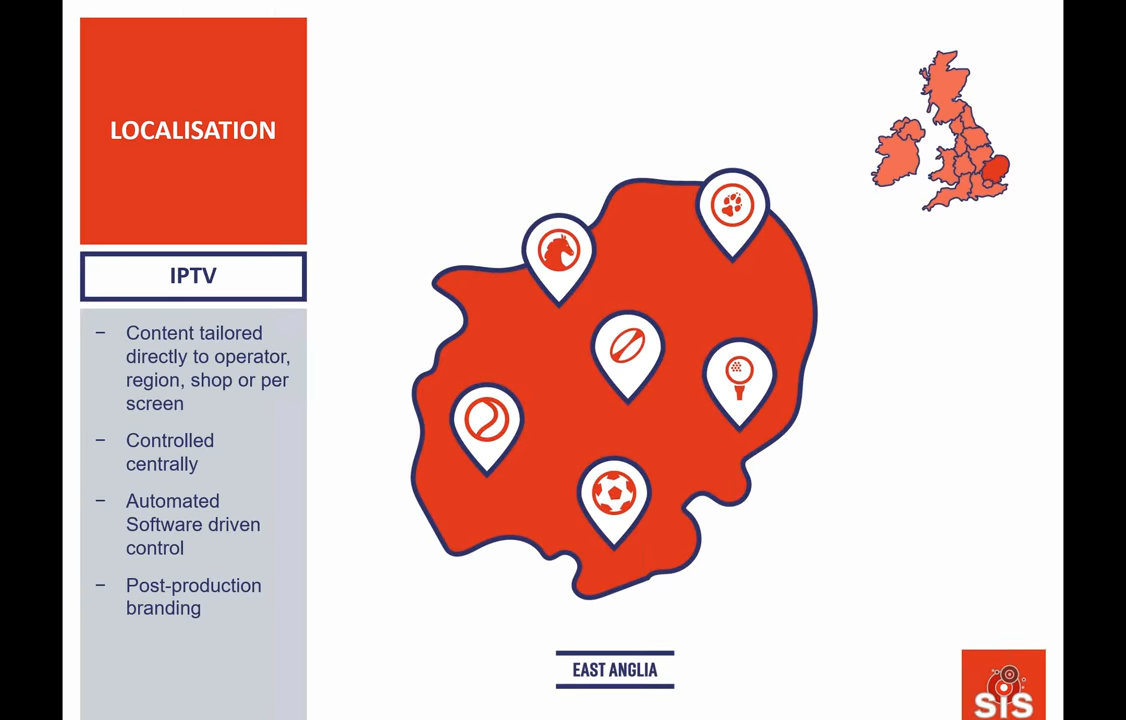 LOCALISATION
IPTV
− Content tailored
directly to operator,
region, shop or per
screen
− Controlled
centrally
− Automated
Software driven
control
− Post-production
branding
EAST ANGLIA
SiS